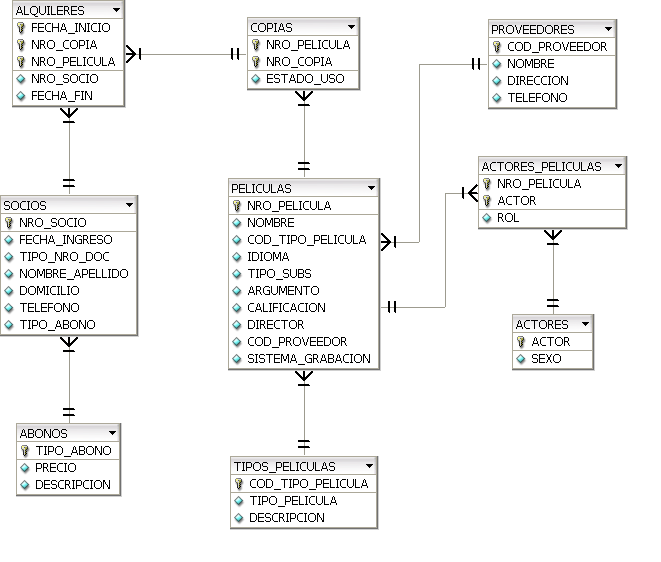 ALQUILERES
FECHA_INICIO
NRO_COPIA
NRO_PELICULA
NRO_SOCIO
FECHA_FIN
COPIAS
NRO_PELICULA
NRO_COPIA
ESTADO_USO
PROVEEDORES
COD_PROVEEDOR
NOMBRE
DIRECCION
TELEFONO
SOCIOS
NRO_SOCIO
FECHA_INGRESO
TIPO_NRO_DOC
NOMBRE_APELLIDO
DOMICILIO
TELEFONO
TIPO_ABONO
PELICULAS
NRO_PELICULA
NOMBRE
COD_TIPO_PELICULA
IDIOMA
TIPO_SUBS
ARGUMENTO
CALIFICACION
DIRECTOR
COD_PROVEEDOR
SISTEMA_GRABACION
ACTORES_PELICULAS
NRO_PELICULA
ACTOR
ROL
ACTORES
ACTOR
SEXO
ABONOS
TIPO_ABONO
PRECIO
DESCRIPCION
TIPOS_PELICULAS
COD_TIPO_PELICULA
TIPO_PELICULA
DESCRIPCION